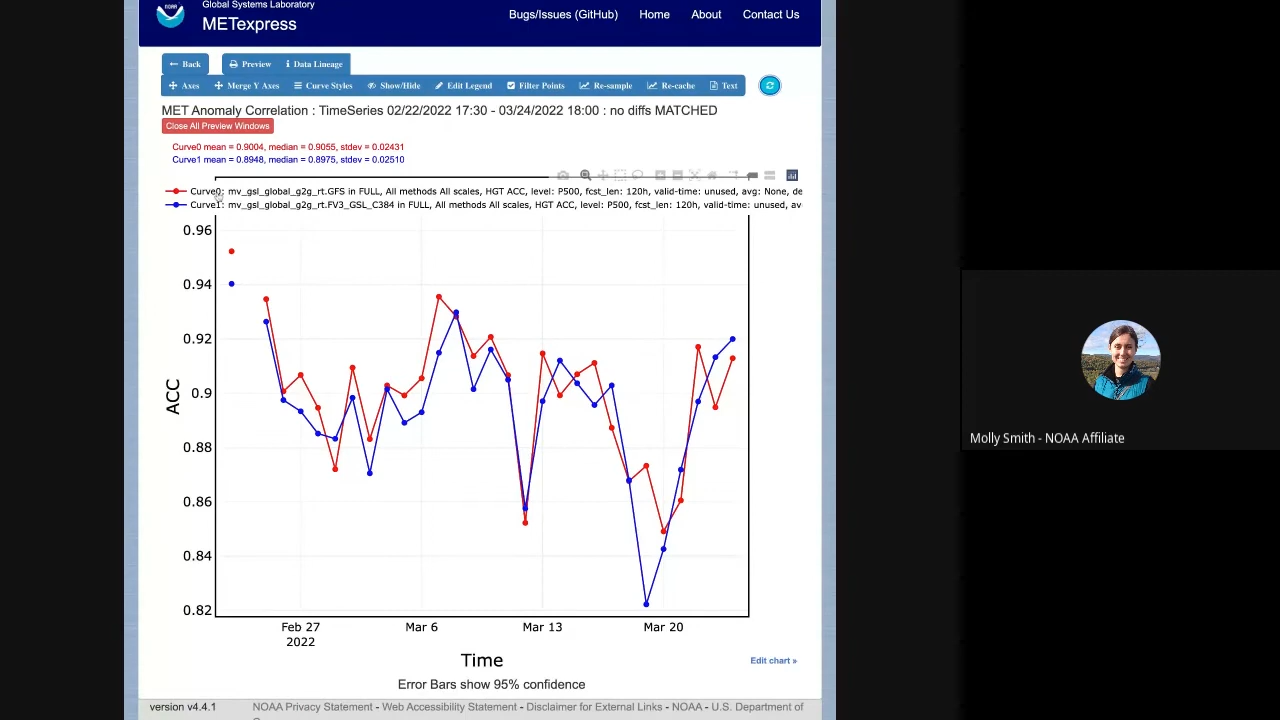 Global Systems Laboratory
METexpress
Bugs/Issues (GitHub) Home About Contact Us
NOAA
← Back Preview i Data Lineage
Axes Merge Y Axes Curve Styles Show/Hide Edit Legend Filter Points Re-sample Re-cache Text
MET Anomaly Correlation : TimeSeries 02/22/2022 17:30 - 03/24/2022 18:00 : no diffs MATCHED
Close All Preview Windows
Curve0 mean = 0.9004, median = 0.9055, stdev = 0.02431
Curve1 mean = 0.8948, median = 0.8975, stdev = 0.02510
Curve0: mv_gsl_global_g2g_rt.GFS in FULL, All methods All scales, HGT ACC, level: P500, fcst_len: 120h, valid-time: unused, avg: None, de
Curve1: mv_gsl_global_g2g_rt.FV3_GSL_C384 in FULL, All methods All scales, HGT ACC, level: P500, fcst_len: 120h, valid-time: unused, av
0.96
0.94
0.92
0.9
0.88
0.86
0.84
0.82
ACC
Feb 27 Mar 6 Mar 13 Mar 20
2022
Time
Edit chart »
Error Bars show 95% confidence
version v4.4.1 NOAA Privacy Statement - Web Accessibility Statement - Disclaimer for External Links - NOAA - U.S. Department of
Molly Smith - NOAA Affiliate